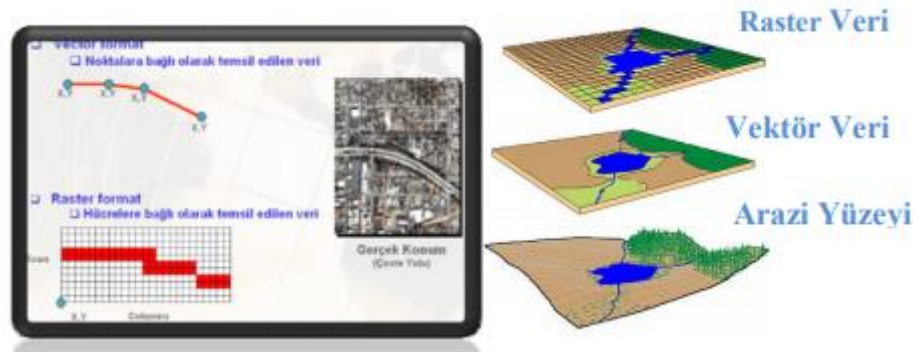 Vector format
Noktalara bağlı olarak temsil edilen veri
X,Y
X,Y
X,Y
X,Y
Raster format
Hücrelere bağlı olarak temsil edilen veri
X,Y
Columns
Gerçek Konum
(Çevre Yolu)
Raster Veri
Vektör Veri
Arazi Yüzeyi